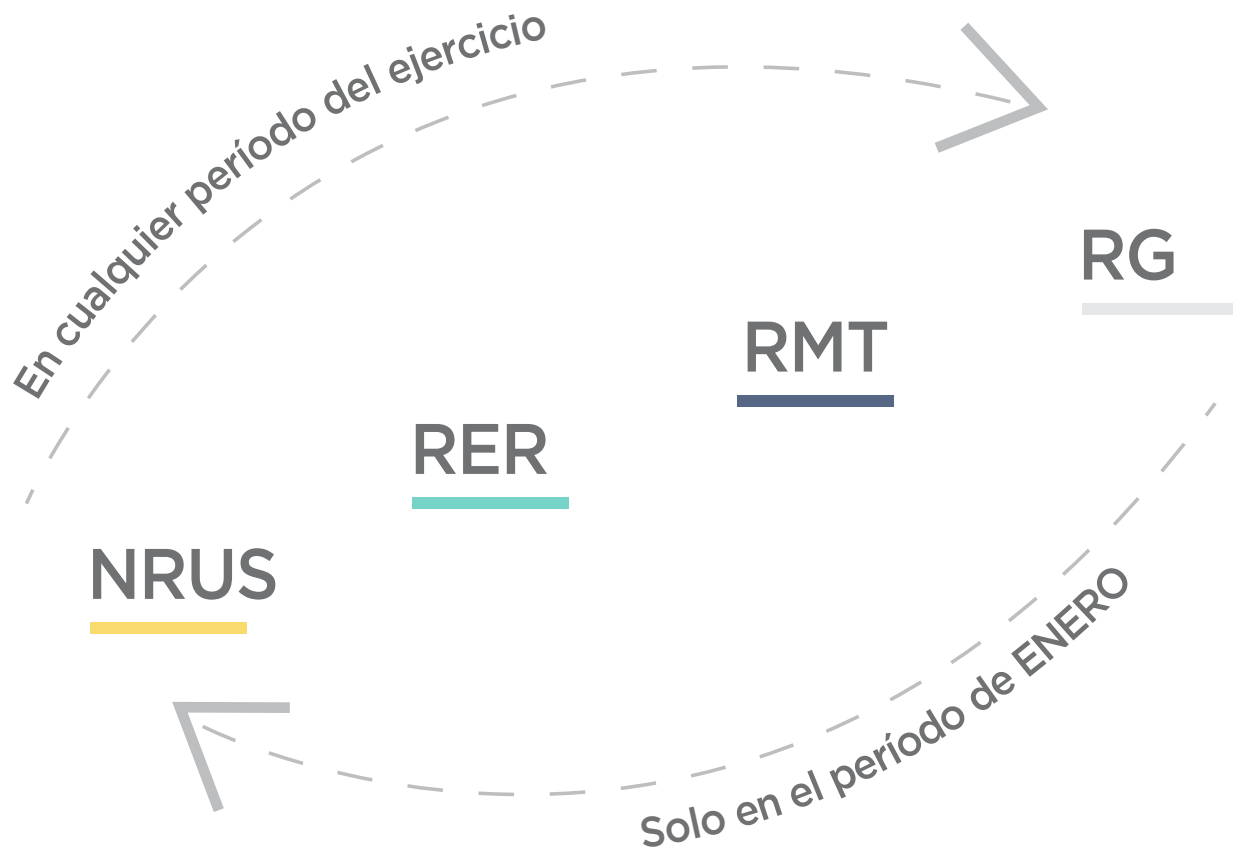 En cualquier período del ejercicio
RG
RMT
RER
NRUS
Solo en el período de ENERO